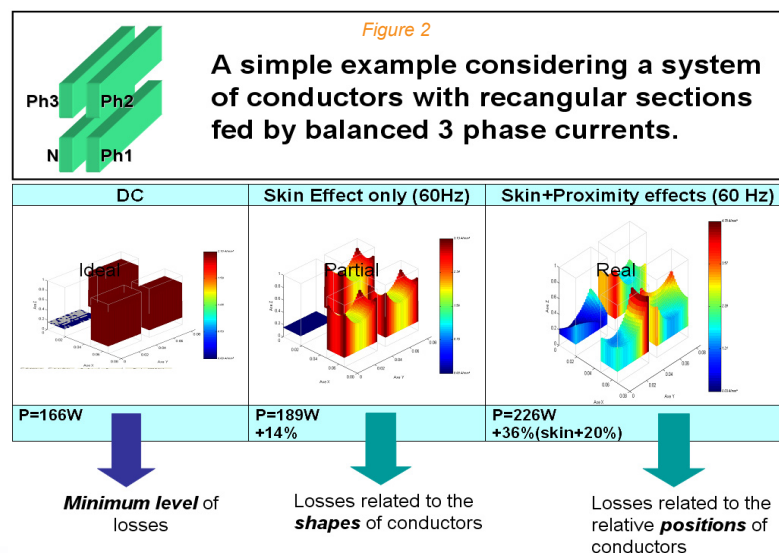 Figure 2
A simple example considering a system
of conductors with recangular sections
fed by balanced 3 phase currents.
Ph3
Ph2
N
Ph1
DC
Skin Effect only (60Hz)
Skin+Proximity effects (60 Hz)
Ideal
Partial
Real
P=166W
P=189W
+14%
P=226W
+36%(skin+20%)
Minimum level of
losses
Losses related to the
shapes of conductors
Losses related to the
relative positions of
conductors